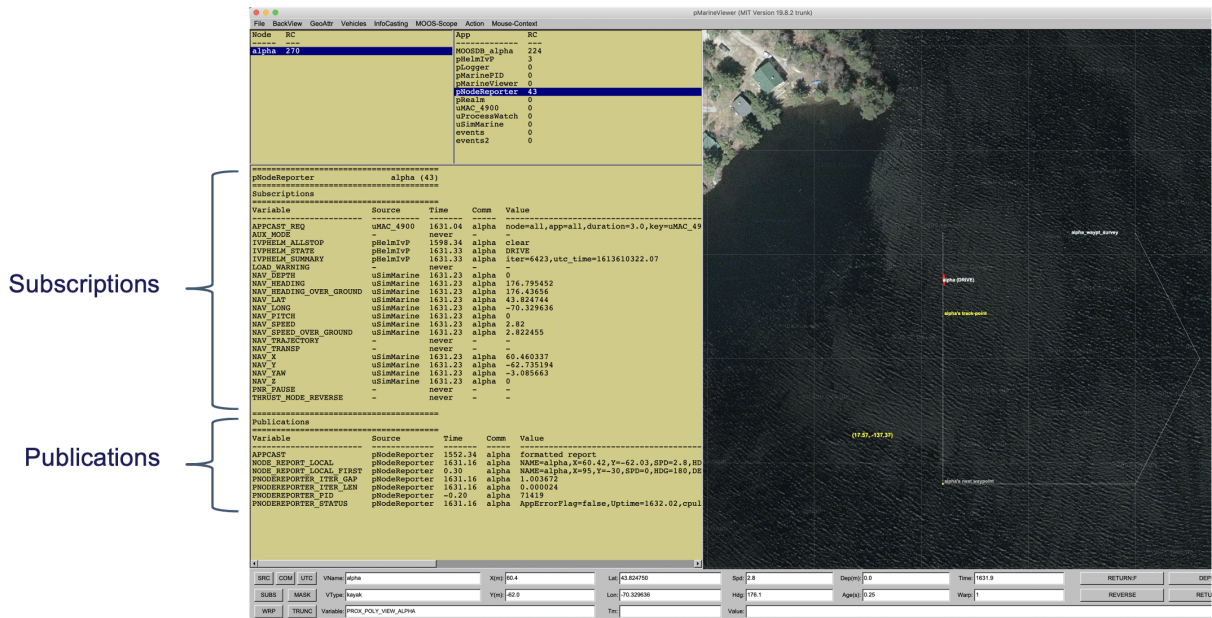 pMarineViewer (MIT Version 19.8.2 trunk)
File BackView GeoAttr Vehicles InfoCasting MOOS-Scope Action Mouse-Context
Node RC
----- ---
alpha 270
App RC
------------- ---
MOOSDB_alpha 224
pHelmIvP 3
pLogger 0
pMarinePID 0
pMarineViewer 0
pNodeReporter 43
pRealm 0
uMAC_4900 0
uProcessWatch 0
uSimMarine 0
events 0
events2 0
Subscriptions
Publications
=======================================
pNodeReporter alpha (43)
=======================================
Subscriptions
=======================================
Variable Source Time Comm Value
APPCAST_REQ uMAC_4900 1631.04 alpha node=all,app=all,duration=3.0,key=uMAC_49
AUX_MODE - never - -
IVPHELM_ALLSTOP pHelmIvP 1598.34 alpha clear
IVPHELM_STATE pHelmIvP 1631.33 alpha DRIVE
IVPHELM_SUMMARY pHelmIvP 1631.33 alpha iter=6423,utc_time=1613610322.07
LOAD_WARNING - never - -
NAV_DEPTH uSimMarine 1631.23 alpha 0
NAV_HEADING uSimMarine 1631.23 alpha 176.795452
NAV_HEADING_OVER_GROUND uSimMarine 1631.23 alpha 176.43656
NAV_LAT uSimMarine 1631.23 alpha 43.824744
NAV_LONG uSimMarine 1631.23 alpha -70.329636
NAV_PITCH uSimMarine 1631.23 alpha 0
NAV_SPEED uSimMarine 1631.23 alpha 2.82
NAV_SPEED_OVER_GROUND uSimMarine 1631.23 alpha 2.822455
NAV_TRAJECTORY - never - -
NAV_TRANSP - never - -
NAV_X uSimMarine 1631.23 alpha 60.460337
NAV_Y uSimMarine 1631.23 alpha -62.735194
NAV_YAW uSimMarine 1631.23 alpha -3.085663
NAV_Z uSimMarine 1631.23 alpha 0
PNR_PAUSE - never - -
THRUST_MODE_REVERSE - never - -
=======================================
Publications
=======================================
Variable Source Time Comm Value
APPCAST pNodeReporter 1552.34 alpha formatted report
NODE_REPORT_LOCAL pNodeReporter 1631.16 alpha NAME=alpha,X=60.42,Y=-62.03,SPD=2.8,HD
NODE_REPORT_LOCAL_FIRST pNodeReporter 0.30 alpha NAME=alpha,X=95,Y=-30,SPD=0,HDG=180,DE
PNODEREPORTER_ITER_GAP pNodeReporter 1631.16 alpha 1.003672
PNODEREPORTER_ITER_LEN pNodeReporter 1631.16 alpha 0.000024
PNODEREPORTER_PID pNodeReporter -0.20 alpha 71419
PNODEREPORTER_STATUS pNodeReporter 1631.16 alpha AppErrorFlag=false,Uptime=1632.02,cpul
alpha_waypt_survey
alpha (DRIVE)
alpha's track-point
(17.57, -137.37)
alpha's next waypoint
SRC COM UTC VName: alpha X(m): 60.4 Lat: 43.824750 Spd: 2.8 Dep(m): 0.0 Time: 1631.9 RETURN:F DEP
SUBS MASK VType: kayak Y(m): -62.0 Lon: -70.329636 Hdg: 176.1 Age(s): 0.25 Warp: 1 REVERSE RETU
WRP TRUNC Variable: PROX_POLY_VIEW_ALPHA Tm: Value: